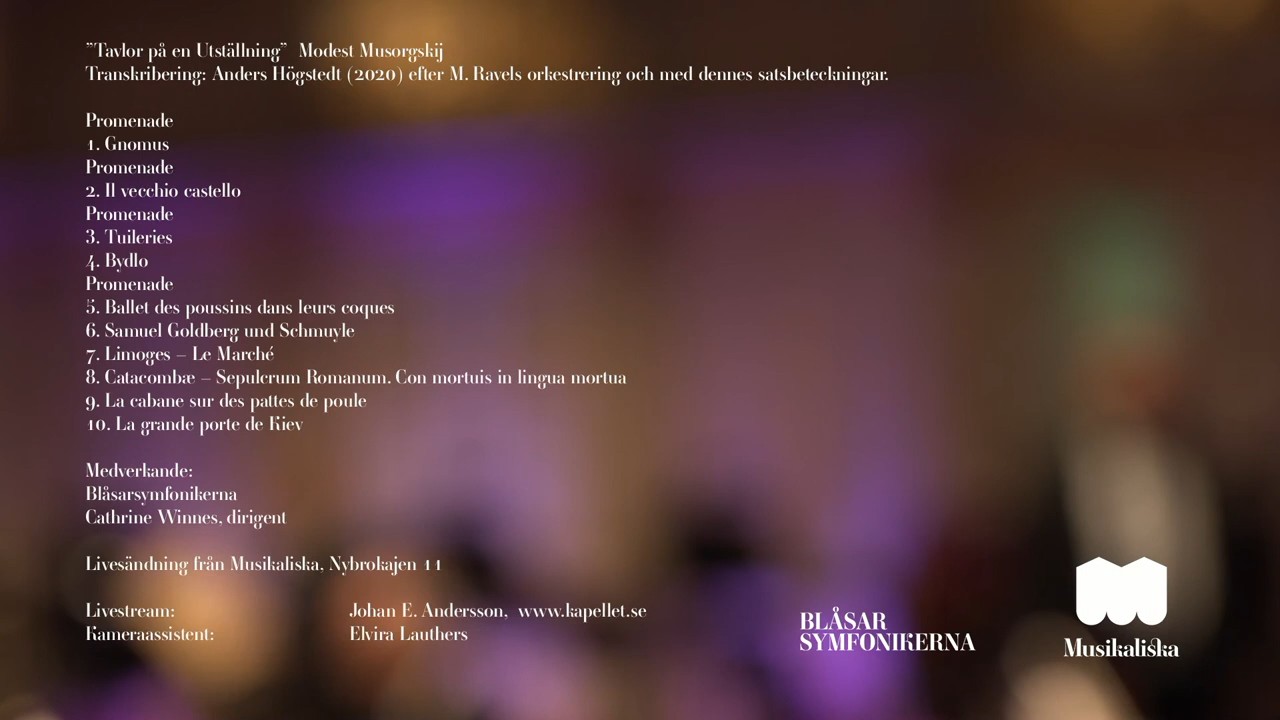 ”Tavlor på en Utställning” Modest Musorgskij
Transkribering: Anders Högstedt (2020) efter M. Ravels orkestrering och med dennes satsbeteckningar.
Promenade
1. Gnomus
Promenade
2. Il vecchio castello
Promenade
3. Tuileries
4. Bydlo
Promenade
5. Ballet des poussins dans leurs coques
6. Samuel Goldberg und Schmuyle
7. Limoges – Le Marché
8. Catacombæ – Sepulcrum Romanum. Con mortuis in lingua mortua
9. La cabane sur des pattes de poule
10. La grande porte de Kiev
Medverkande:
Blåsarsymfonikerna
Cathrine Winnes, dirigent
Livesändning från Musikaliska, Nybrokajen 11
Livestream: Johan E. Andersson, www.kapellet.se
Kameraassistent: Elvira Lauthers
BLÅSAR
SYMFONIKERNA
Musikaliska